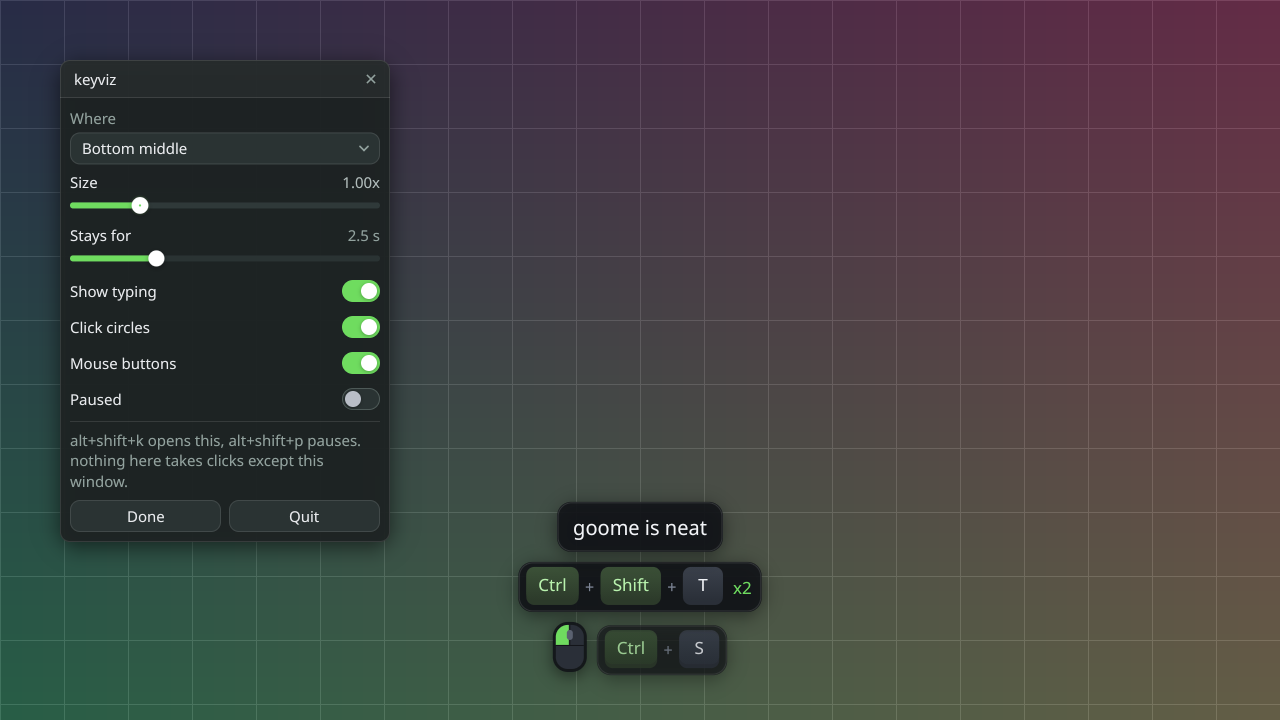 keyviz
Where
Bottom middle
Size 1.00x
Stays for 2.5 s
Show typing
Click circles
Mouse buttons
Paused
alt+shift+k opens this, alt+shift+p pauses.
nothing here takes clicks except this
window.
Done Quit
goome is neat
Ctrl + Shift + T x2
Ctrl + S